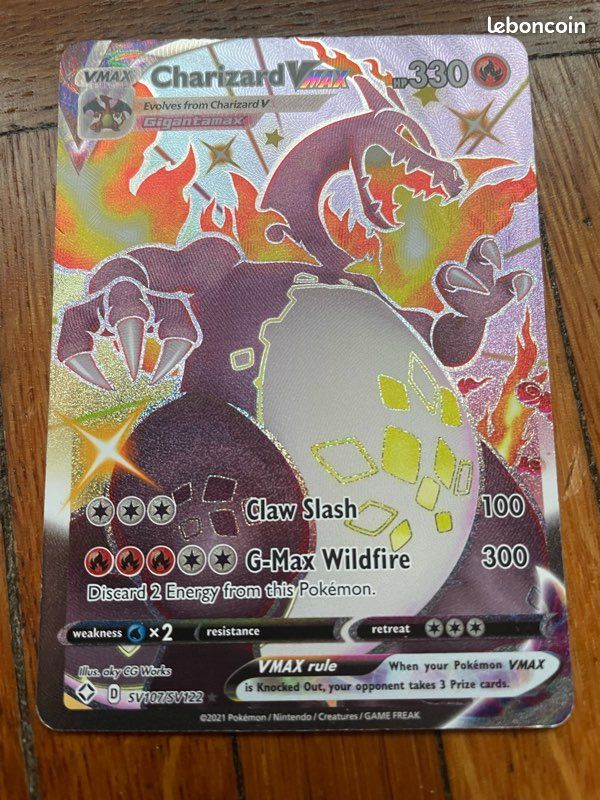 leboncoin
VMAX Charizard VMAX HP 330
Evolves from Charizard V
Gigantamax
Claw Slash 100
G-Max Wildfire 300
Discard 2 Energy from this Pokémon.
weakness ×2 resistance retreat
Illus. aky CG Works
VMAX rule When your Pokémon VMAX
is Knocked Out, your opponent takes 3 Prize cards.
D SV107/SV122
©2021 Pokémon / Nintendo / Creatures / GAME FREAK